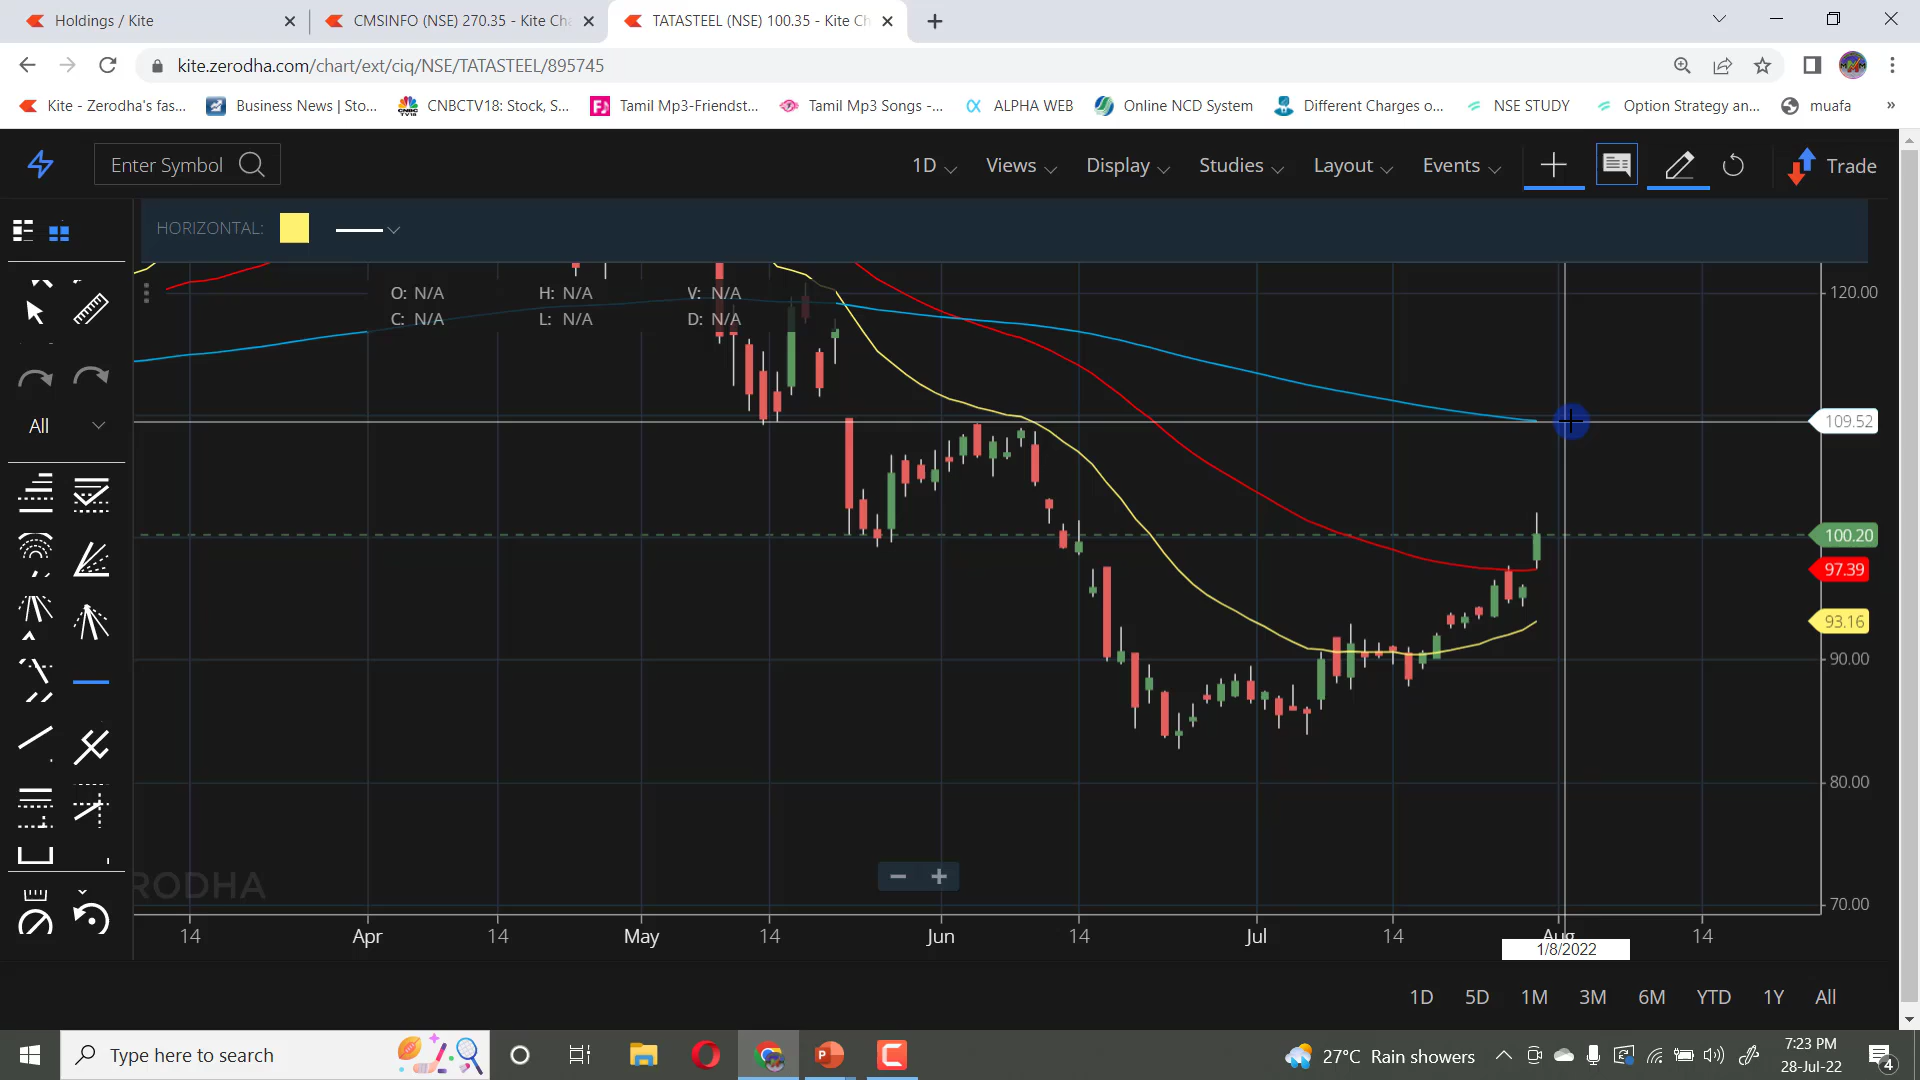 Holdings / Kite
CMSINFO (NSE) 270.35 - Kite Cha
TATASTEEL (NSE) 100.35 - Kite Ch
kite.zerodha.com/chart/ext/ciq/NSE/TATASTEEL/895745
Kite - Zerodha's fas...
Business News | Sto...
CNBCTV18: Stock, S...
Tamil Mp3-Friendst...
Tamil Mp3 Songs -...
ALPHA WEB
Online NCD System
Different Charges o...
NSE STUDY
Option Strategy an...
muafa
»
Enter Symbol
1D
Views
Display
Studies
Layout
Events
Trade
HORIZONTAL:
O: N/A
H: N/A
V: N/A
C: N/A
L: N/A
D: N/A
All
120.00
109.52
100.20
97.39
93.16
90.00
80.00
70.00
RODHA
14
Apr
14
May
14
Jun
14
Jul
14
Aug
14
1/8/2022
1D
5D
1M
3M
6M
YTD
1Y
All
Type here to search
27°C Rain showers
7:23 PM
28-Jul-22
4